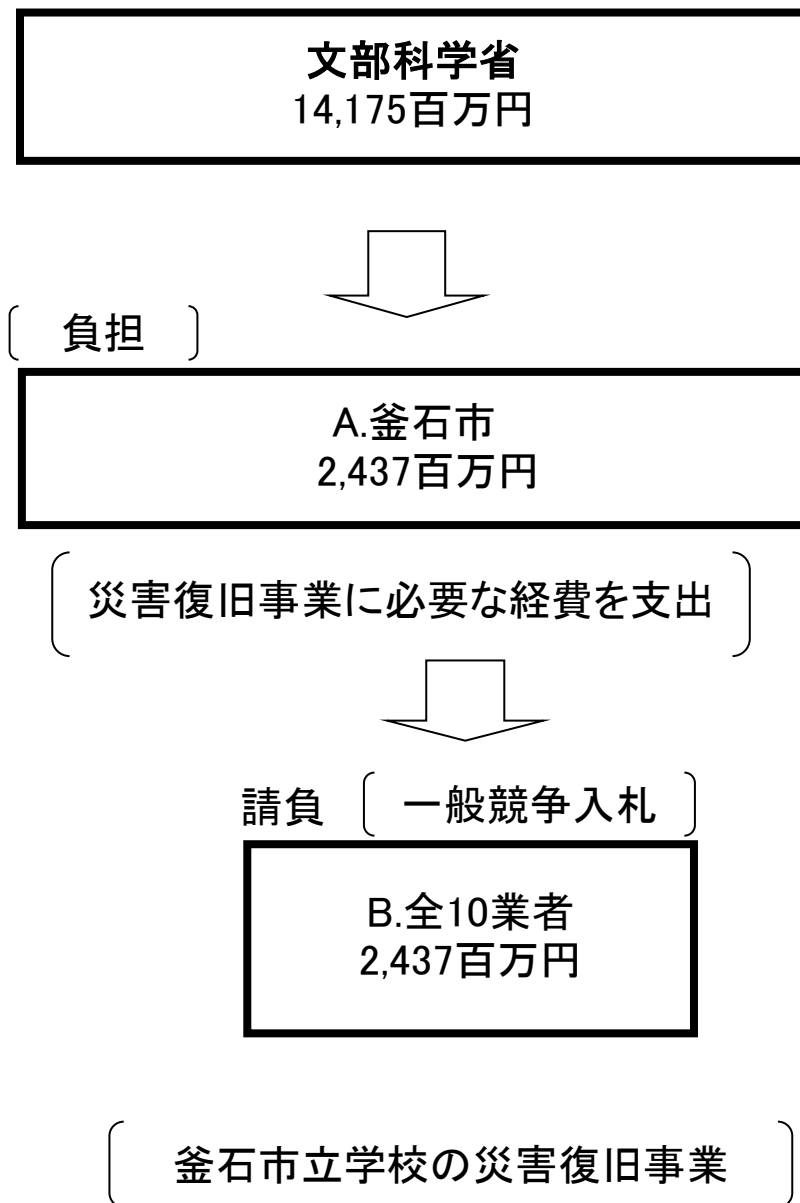 文部科学省
14,175百万円
負担
A.釜石市
2,437百万円
災害復旧事業に必要な経費を支出
請負 一般競争入札
B.全10業者
2,437百万円
釜石市立学校の災害復旧事業